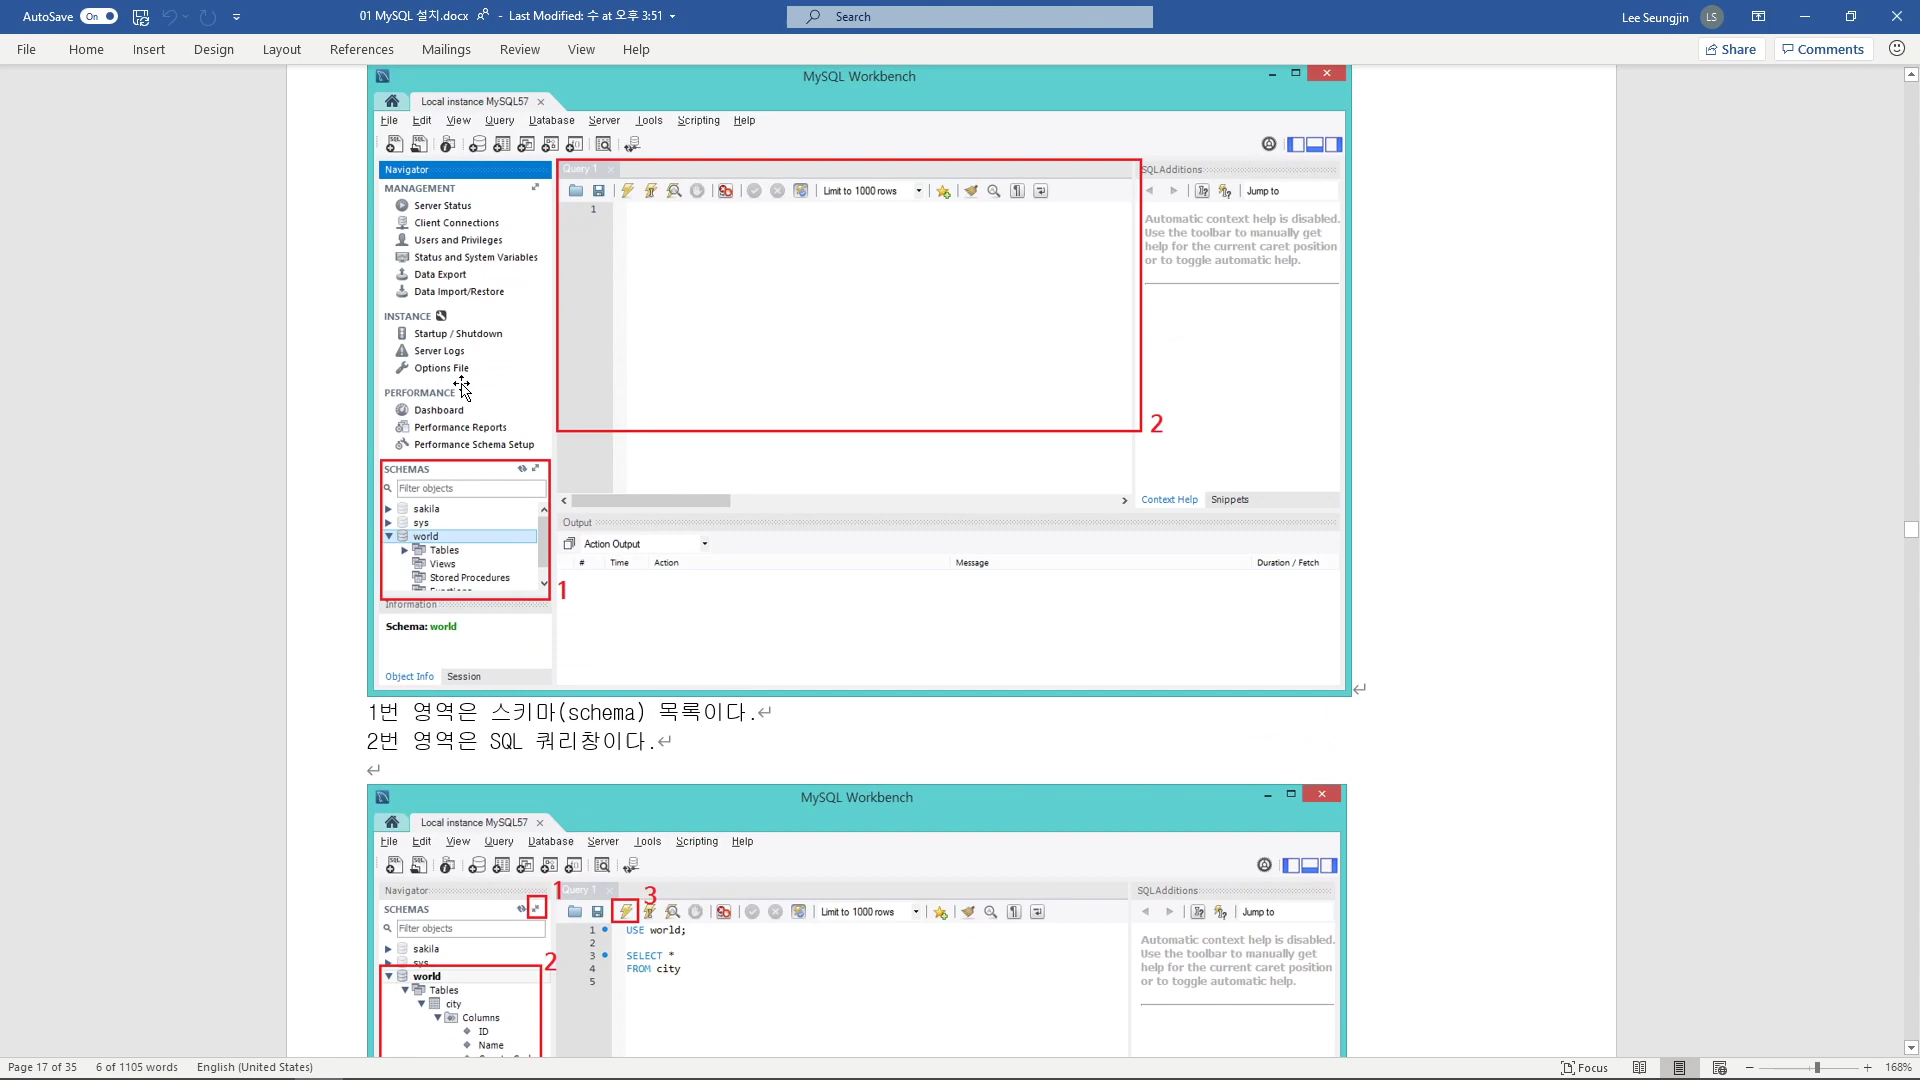 AutoSave On 01 MySQL 설치.docx - Last Modified: 수 at 오후 3:51 Search Lee Seungjin LS
File Home Insert Design Layout References Mailings Review View Help Share Comments
MySQL Workbench
Local instance MySQL57
File Edit View Query Database Server Tools Scripting Help
Navigator
MANAGEMENT
Server Status
Client Connections
Users and Privileges
Status and System Variables
Data Export
Data Import/Restore
INSTANCE
Startup / Shutdown
Server Logs
Options File
PERFORMANCE
Dashboard
Performance Reports
Performance Schema Setup
SCHEMAS
Filter objects
sakila
sys
world
Tables
Views
Stored Procedures
1
Information
Schema: world
Object Info Session
Query 1
Limit to 1000 rows
1
2
SQLAdditions
Jump to
Automatic context help is disabled.
Use the toolbar to manually get
help for the current caret position
or to toggle automatic help.
Context Help Snippets
Output
Action Output
# Time Action Message Duration / Fetch
1번 영역은 스키마(schema) 목록이다.
2번 영역은 SQL 쿼리창이다.
MySQL Workbench
Local instance MySQL57
File Edit View Query Database Server Tools Scripting Help
Navigator
1
SCHEMAS
Filter objects
sakila
sys
2
world
Tables
city
Columns
ID
Name
Query 1
3
Limit to 1000 rows
1 USE world;
2
3 SELECT *
4 FROM city
5
SQLAdditions
Jump to
Automatic context help is disabled.
Use the toolbar to manually get
help for the current caret position
or to toggle automatic help.
Page 17 of 35 6 of 1105 words English (United States) Focus 168%